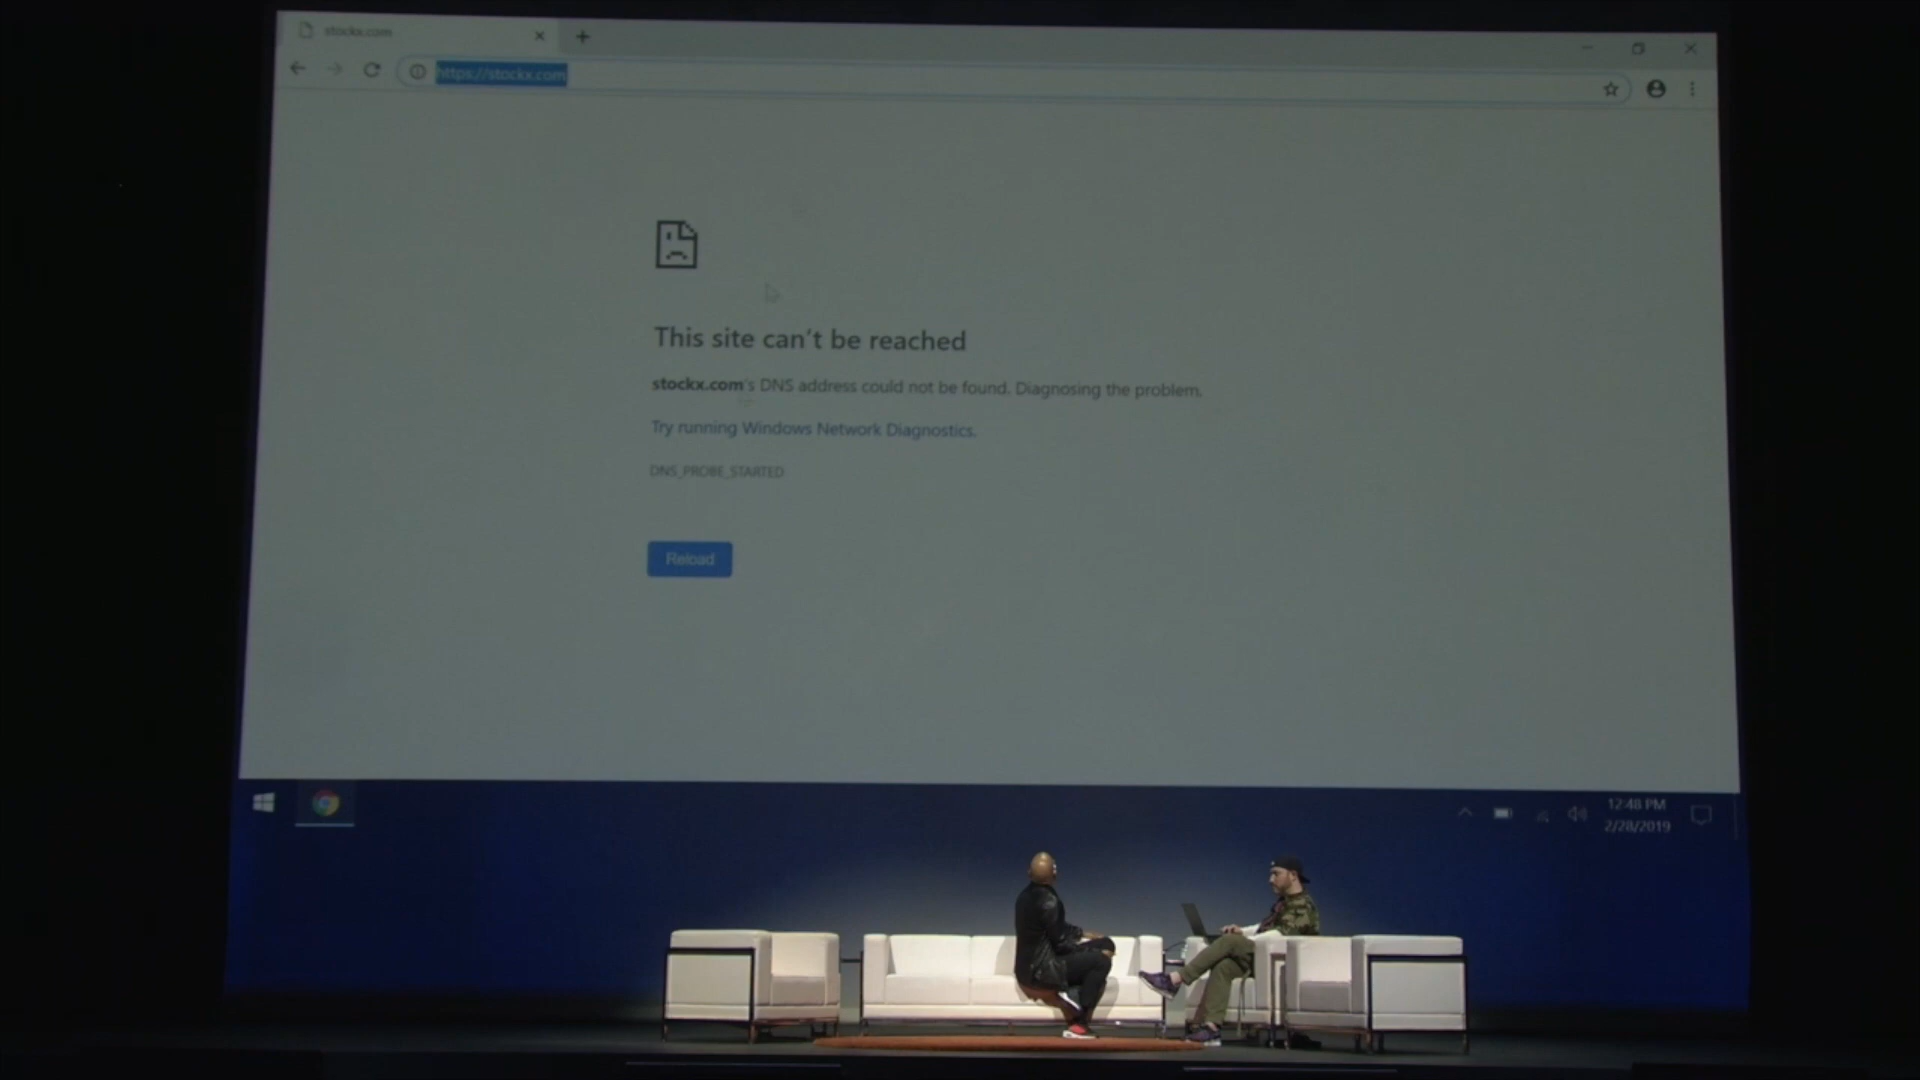 stockx.com
https://stockx.com
This site can't be reached
stockx.com's DNS address could not be found. Diagnosing the problem.
Try running Windows Network Diagnostics.
DNS_PROBE_STARTED
Reload
12:48 PM
2/28/2019